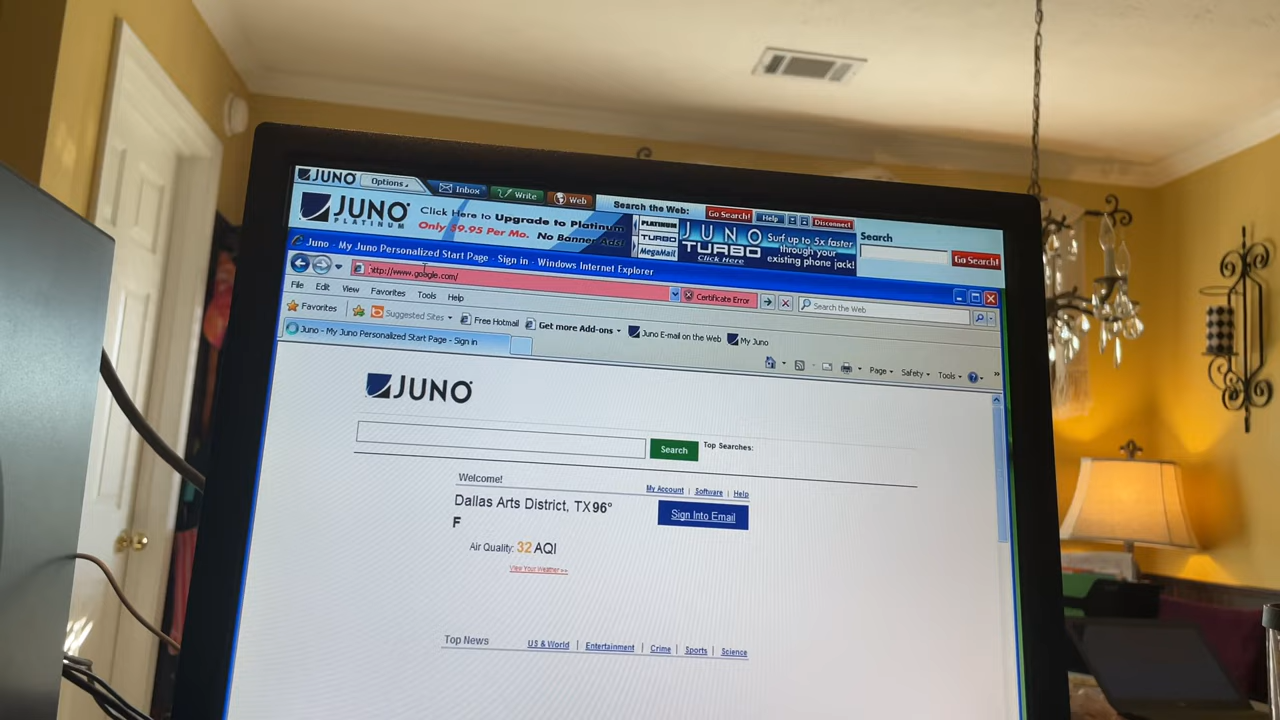 JUNO Options Inbox Write Web Search the Web: Go Search! Help Disconnect
JUNO
PLATINUM
Click Here to Upgrade to Platinum
Only $9.95 Per Mo. No Banner Ads!
PLATINUM
TURBO
MegaMail
JUNO
TURBO
Click Here
Surf up to 5x faster
through your
existing phone jack!
Search
Go Search!
Juno - My Juno Personalized Start Page - Sign in - Windows Internet Explorer
http://www.google.com/ Certificate Error Search the Web
File Edit View Favorites Tools Help
Favorites Suggested Sites Free Hotmail Get more Add-ons Juno E-mail on the Web My Juno
Juno - My Juno Personalized Start Page - Sign in
Page Safety Tools
JUNO
Search Top Searches:
Welcome!
My Account | Software | Help
Dallas Arts District, TX 96°
F
Sign Into Email
Air Quality: 32 AQI
View Your Weather >>
Top News US & World | Entertainment | Crime | Sports | Science